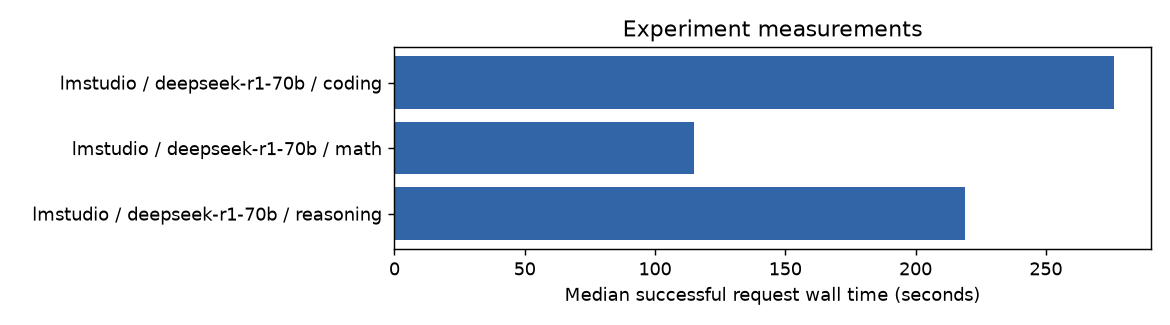 Experiment measurements
lmstudio / deepseek-r1-70b / coding
lmstudio / deepseek-r1-70b / math
lmstudio / deepseek-r1-70b / reasoning
0 50 100 150 200 250
Median successful request wall time (seconds)